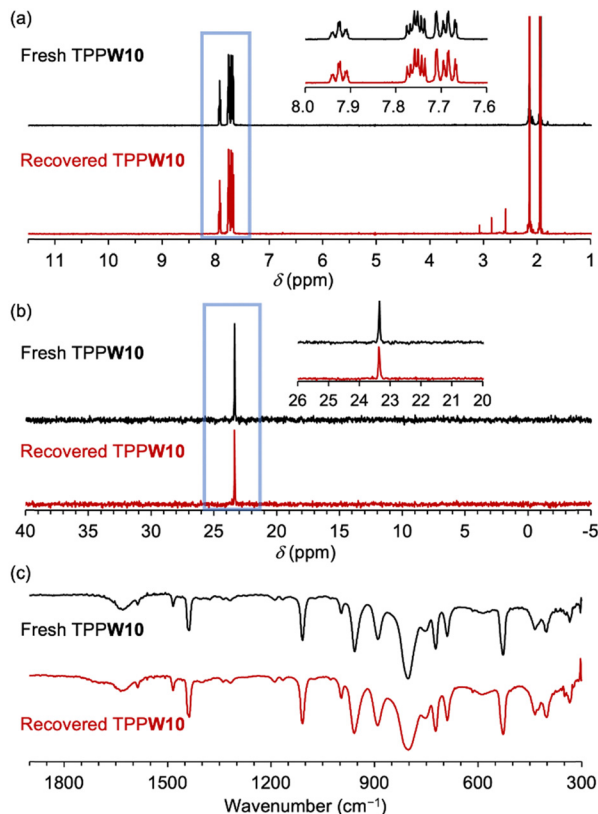 (a)
Fresh TPPW10
8.0 7.9 7.8 7.7 7.6
Recovered TPPW10
11 10 9 8 7 6 5 4 3 2 1
δ (ppm)
(b)
Fresh TPPW10
26 25 24 23 22 21 20
Recovered TPPW10
40 35 30 25 20 15 10 5 0 -5
δ (ppm)
(c)
Fresh TPPW10
Recovered TPPW10
1800 1500 1200 900 600 300
Wavenumber (cm⁻¹)